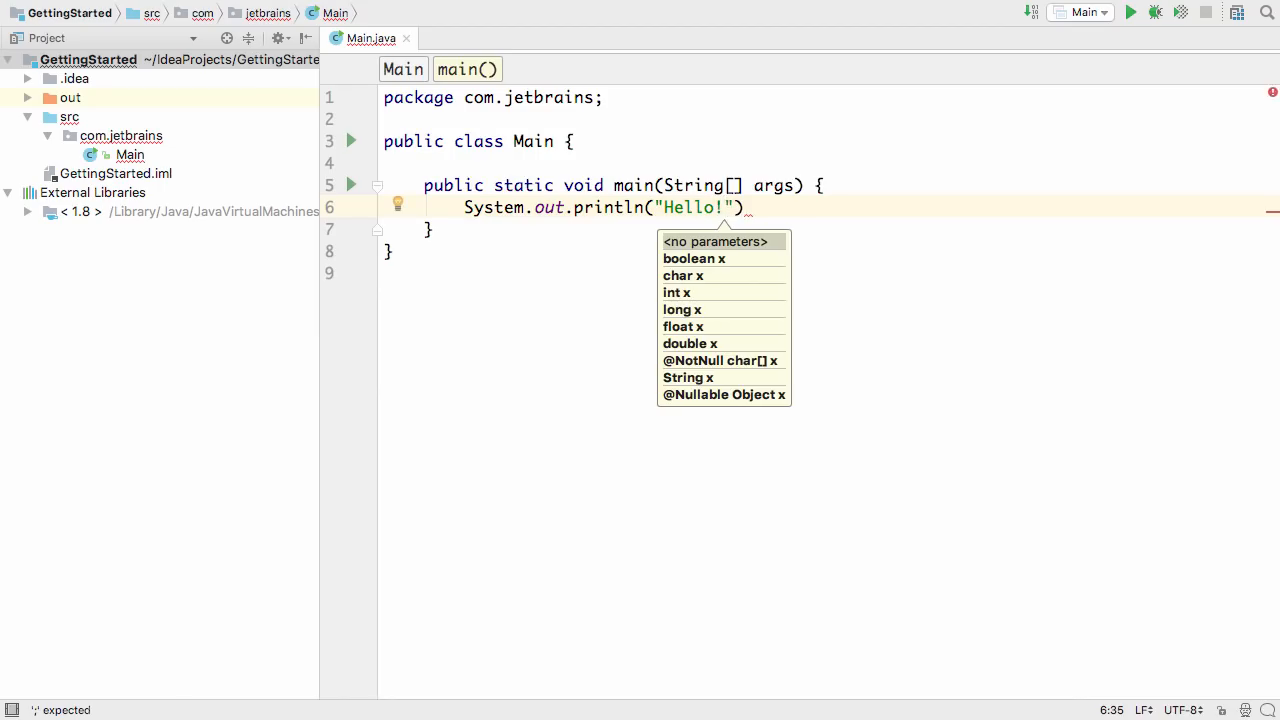 GettingStarted src com jetbrains Main Main
Project
Main.java
GettingStarted ~/IdeaProjects/GettingStarte
.idea
out
src
com.jetbrains
Main
GettingStarted.iml
External Libraries
< 1.8 > /Library/Java/JavaVirtualMachines
Main main()
1 package com.jetbrains;
2
3 public class Main {
4
5 public static void main(String[] args) {
6 System.out.println("Hello!")
7 }
8 }
9
<no parameters>
boolean x
char x
int x
long x
float x
double x
@NotNull char[] x
String x
@Nullable Object x
';' expected 6:35 LF UTF-8